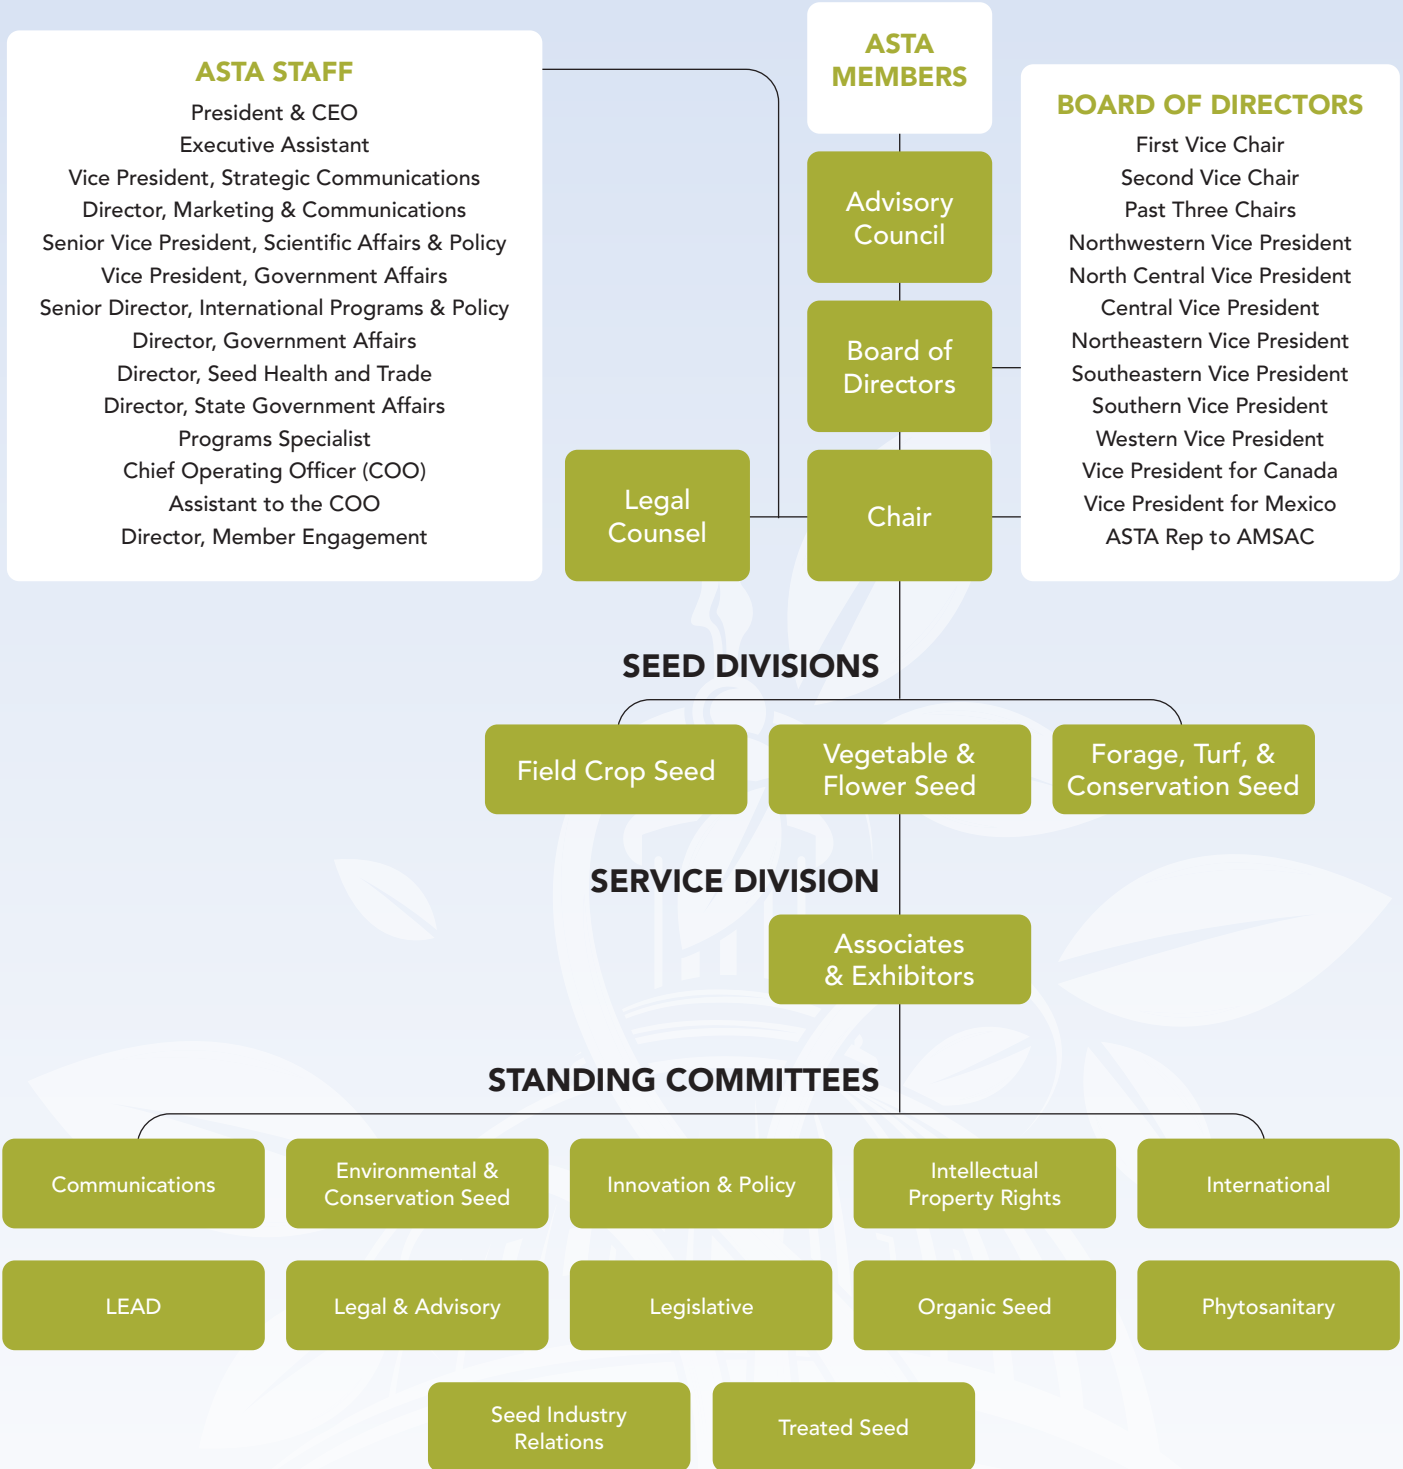 ASTA STAFF
President & CEO
Executive Assistant
Vice President, Strategic Communications
Director, Marketing & Communications
Senior Vice President, Scientific Affairs & Policy
Vice President, Government Affairs
Senior Director, International Programs & Policy
Director, Government Affairs
Director, Seed Health and Trade
Director, State Government Affairs
Programs Specialist
Chief Operating Officer (COO)
Assistant to the COO
Director, Member Engagement
ASTA
MEMBERS
Advisory
Council
Board of
Directors
Legal
Counsel
Chair
BOARD OF DIRECTORS
First Vice Chair
Second Vice Chair
Past Three Chairs
Northwestern Vice President
North Central Vice President
Central Vice President
Northeastern Vice President
Southeastern Vice President
Southern Vice President
Western Vice President
Vice President for Canada
Vice President for Mexico
ASTA Rep to AMSAC
SEED DIVISIONS
Field Crop Seed
Vegetable &
Flower Seed
Forage, Turf, &
Conservation Seed
SERVICE DIVISION
Associates
& Exhibitors
STANDING COMMITTEES
Communications
Environmental &
Conservation Seed
Innovation & Policy
Intellectual
Property Rights
International
LEAD
Legal & Advisory
Legislative
Organic Seed
Phytosanitary
Seed Industry
Relations
Treated Seed